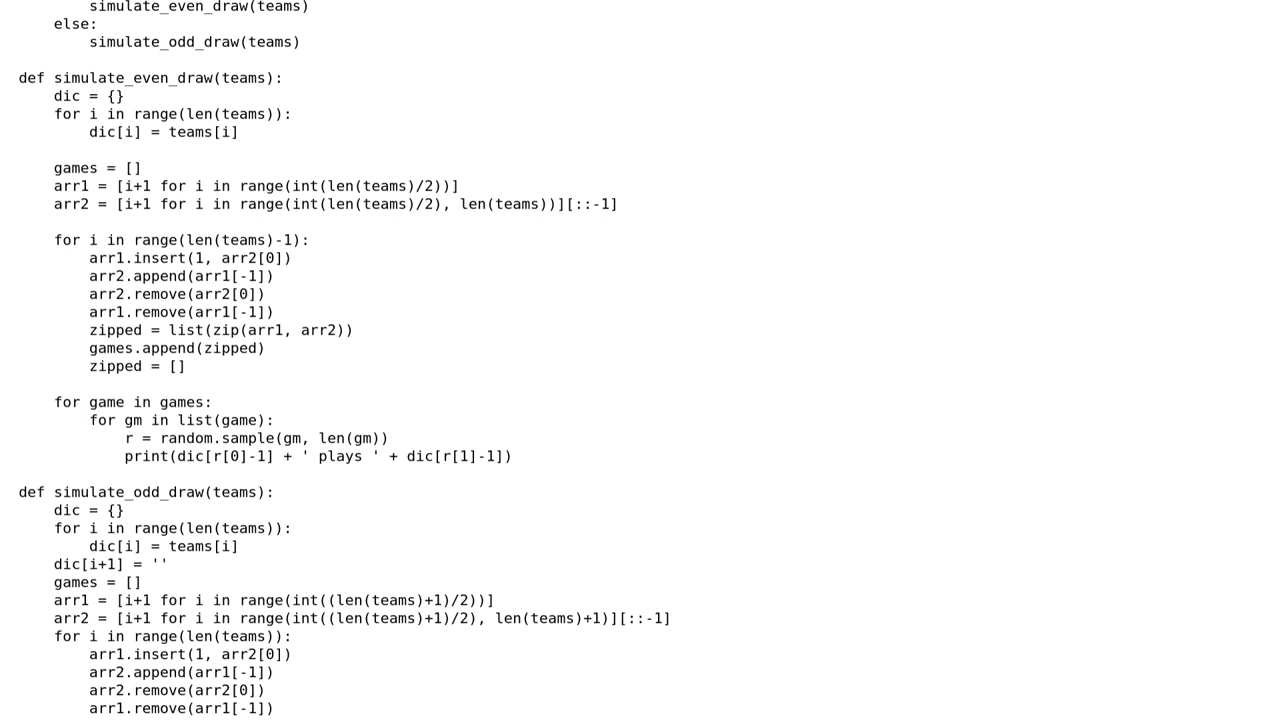 simulate_even_draw(teams)
    else:
        simulate_odd_draw(teams)

def simulate_even_draw(teams):
    dic = {}
    for i in range(len(teams)):
        dic[i] = teams[i]

    games = []
    arr1 = [i+1 for i in range(int(len(teams)/2))]
    arr2 = [i+1 for i in range(int(len(teams)/2), len(teams))][::-1]

    for i in range(len(teams)-1):
        arr1.insert(1, arr2[0])
        arr2.append(arr1[-1])
        arr2.remove(arr2[0])
        arr1.remove(arr1[-1])
        zipped = list(zip(arr1, arr2))
        games.append(zipped)
        zipped = []

    for game in games:
        for gm in list(game):
            r = random.sample(gm, len(gm))
            print(dic[r[0]-1] + ' plays ' + dic[r[1]-1])

def simulate_odd_draw(teams):
    dic = {}
    for i in range(len(teams)):
        dic[i] = teams[i]
    dic[i+1] = ''
    games = []
    arr1 = [i+1 for i in range(int((len(teams)+1)/2))]
    arr2 = [i+1 for i in range(int((len(teams)+1)/2), len(teams)+1)][::-1]
    for i in range(len(teams)):
        arr1.insert(1, arr2[0])
        arr2.append(arr1[-1])
        arr2.remove(arr2[0])
        arr1.remove(arr1[-1])